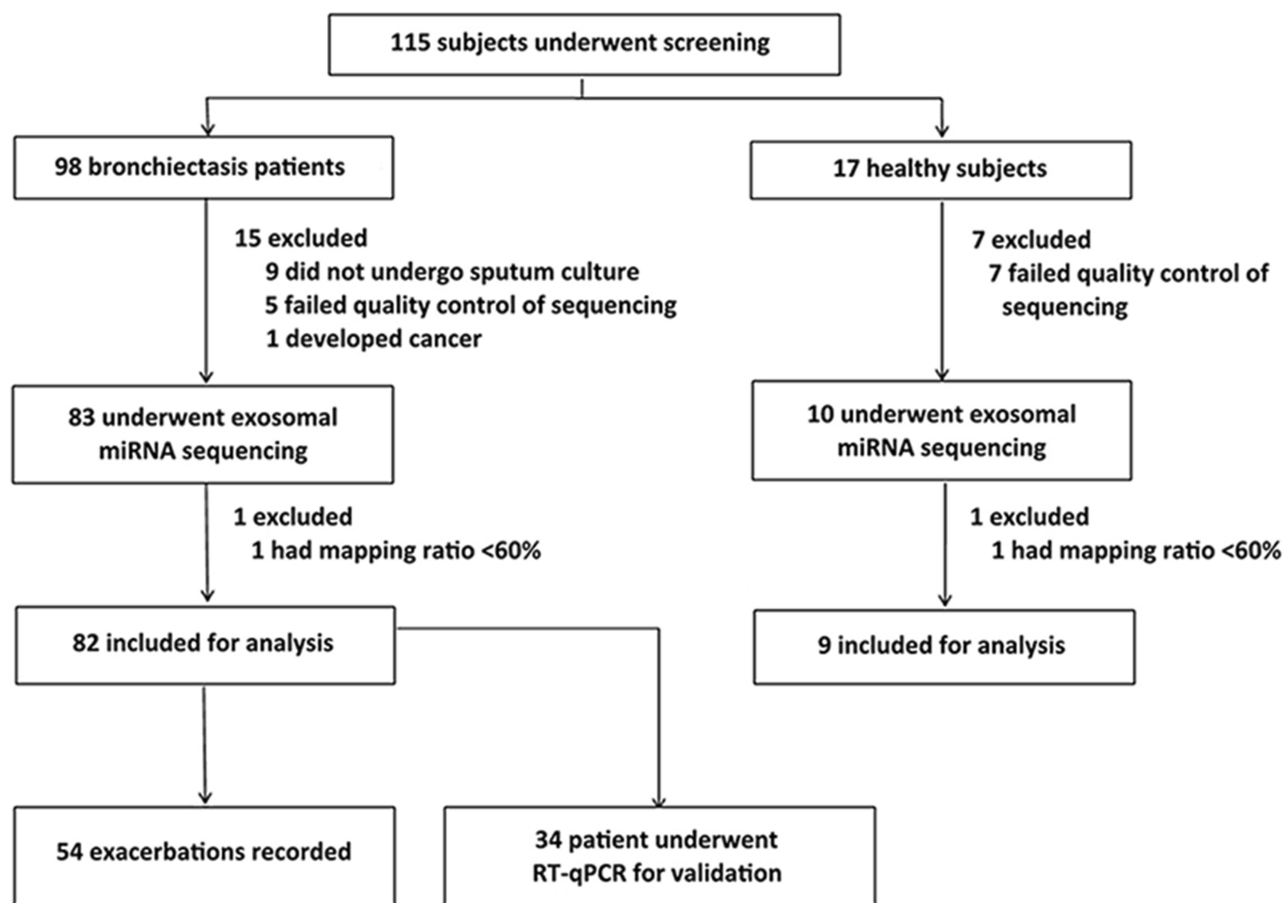 115 subjects underwent screening
98 bronchiectasis patients
17 healthy subjects
15 excluded
9 did not undergo sputum culture
5 failed quality control of sequencing
1 developed cancer
7 excluded
7 failed quality control of
sequencing
83 underwent exosomal
miRNA sequencing
10 underwent exosomal
miRNA sequencing
1 excluded
1 had mapping ratio <60%
1 excluded
1 had mapping ratio <60%
82 included for analysis
9 included for analysis
54 exacerbations recorded
34 patient underwent
RT-qPCR for validation